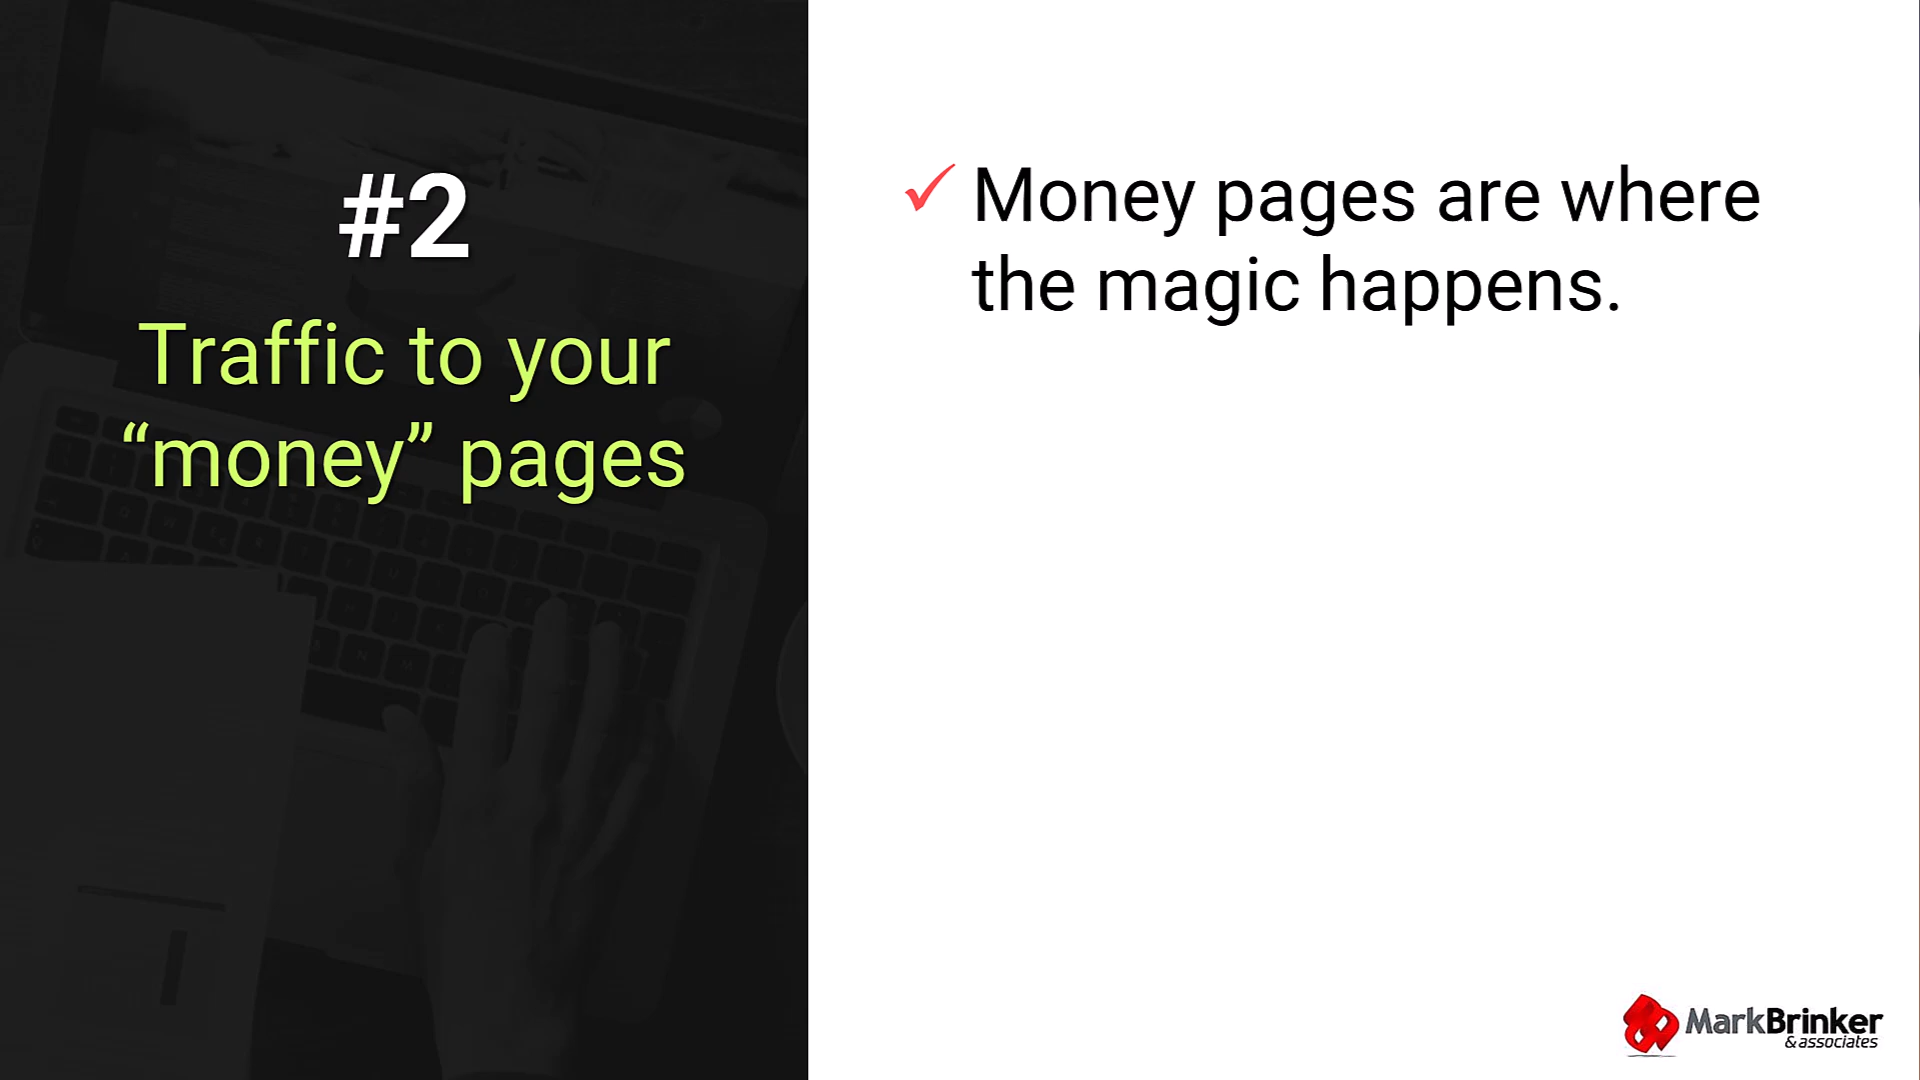 #2
Traffic to your
“money” pages
✓ Money pages are where
the magic happens.
MarkBrinker
& associates